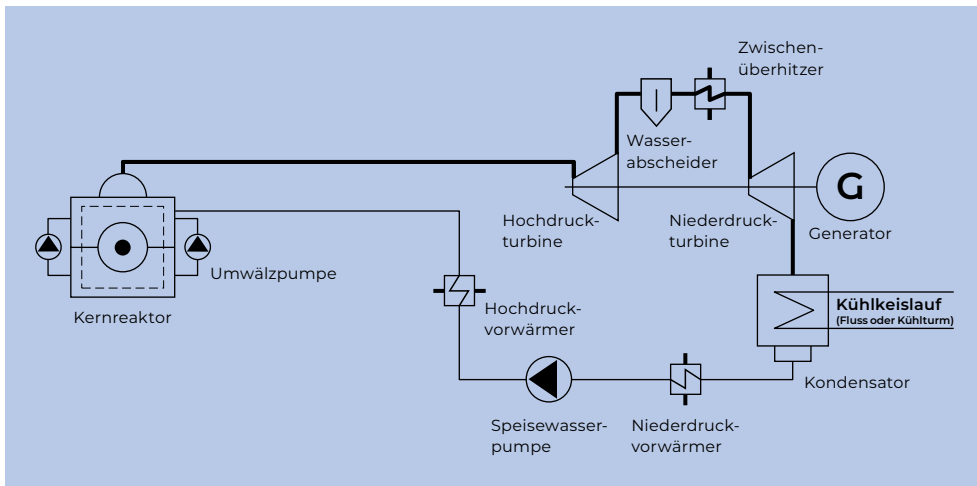 Zwischen-
überhitzer
Wasser-
abscheider
G
Hochdruck-
turbine
Niederdruck-
turbine
Generator
Umwälzpumpe
Kernreaktor
Hochdruck-
vorwärmer
Kühlkeislauf
(Fluss oder Kühlturm)
Kondensator
Speisewasser-
pumpe
Niederdruck-
vorwärmer